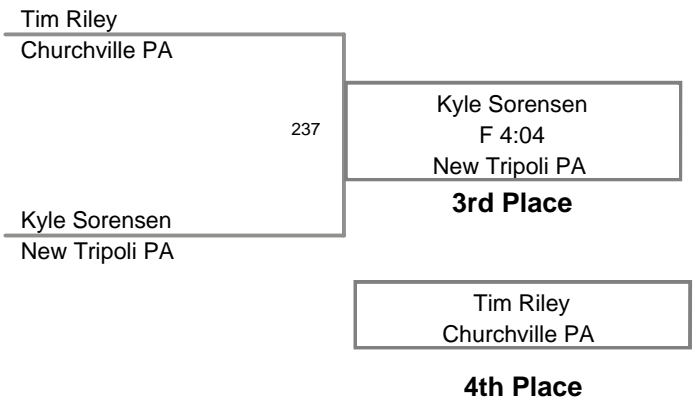 Tim Riley
Churchville PA
237
Kyle Sorensen
F 4:04
New Tripoli PA
3rd Place
Kyle Sorensen
New Tripoli PA
Tim Riley
Churchville PA
4th Place